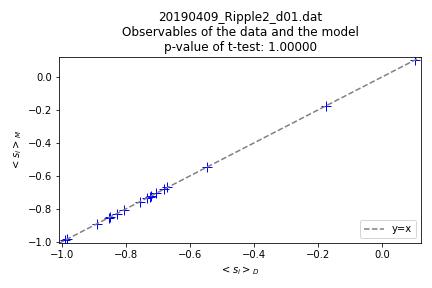 20190409_Ripple2_d01.dat
Observables of the data and the model
p-value of t-test: 1.00000
<s_i>_M
0.0
−0.2
−0.4
−0.6
−0.8
−1.0
y=x
−1.0 −0.8 −0.6 −0.4 −0.2 0.0
<s_i>_D